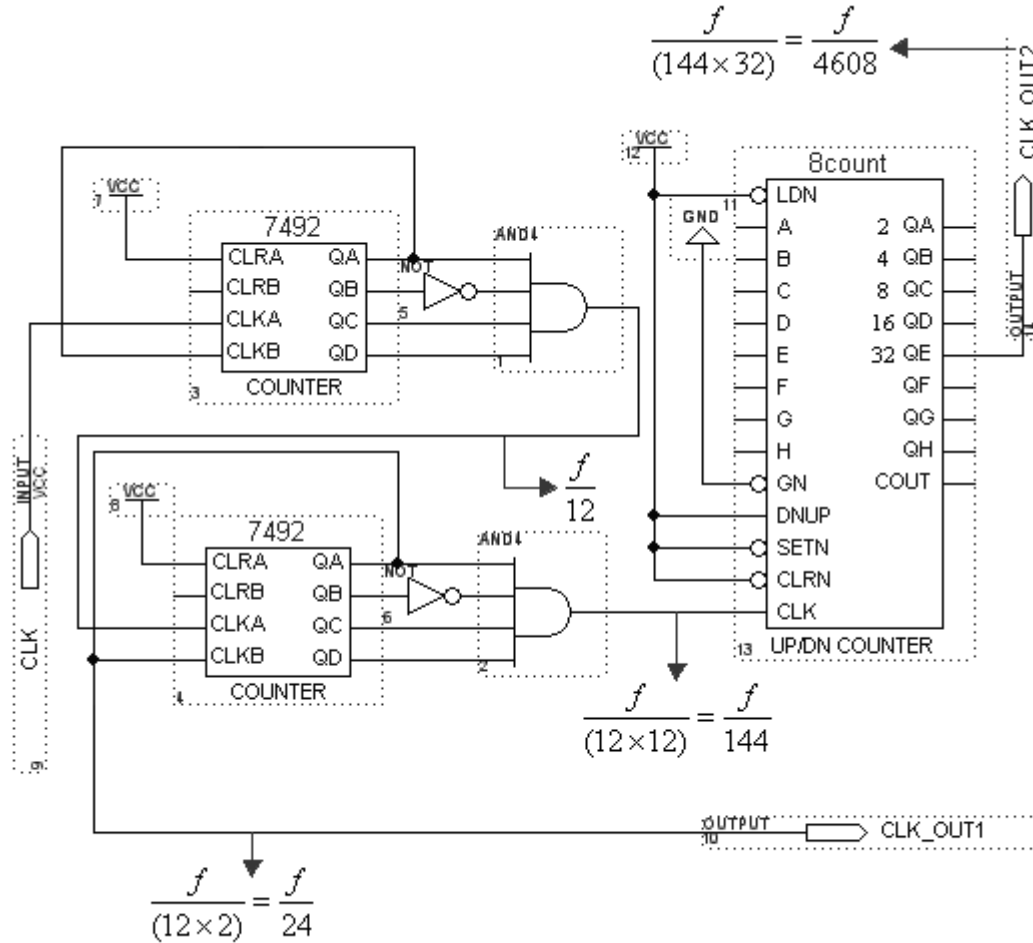 f/(144×32) = f/4608
CLK_OUT2
OUTPUT
14
VCC
12
8count
11
LDN
A 2 QA
B 4 QB
C 8 QC
D 16 QD
E 32 QE
F QF
G QG
H QH
GN COUT
DNUP
SETN
CLRN
CLK
13 UP/DN COUNTER
GND
VCC
7
7492
CLRA QA
CLRB QB
CLKA QC
CLKB QD
3 COUNTER
NOT
5
AND4
1
f/12
INPUT
VCC
CLK
9
VCC
8
7492
CLRA QA
CLRB QB
CLKA QC
CLKB QD
4 COUNTER
NOT
6
AND4
2
f/(12×12) = f/144
OUTPUT
10
CLK_OUT1
f/(12×2) = f/24